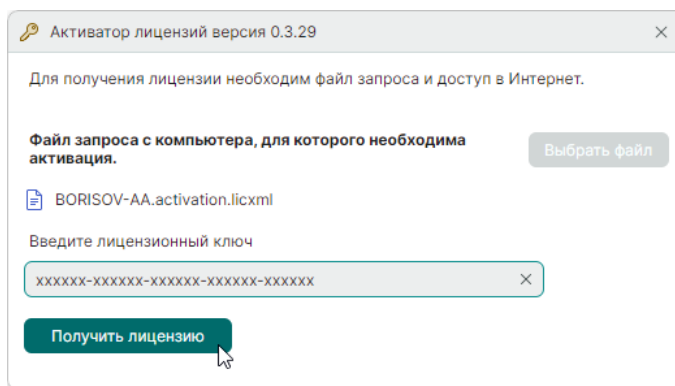 Активатор лицензий версия 0.3.29
Для получения лицензии необходим файл запроса и доступ в Интернет.
Файл запроса с компьютера, для которого необходима
активация.
Выбрать файл
BORISOV-AA.activation.licxml
Введите лицензионный ключ
xxxxxx-xxxxxx-xxxxxx-xxxxxx-xxxxxx
Получить лицензию